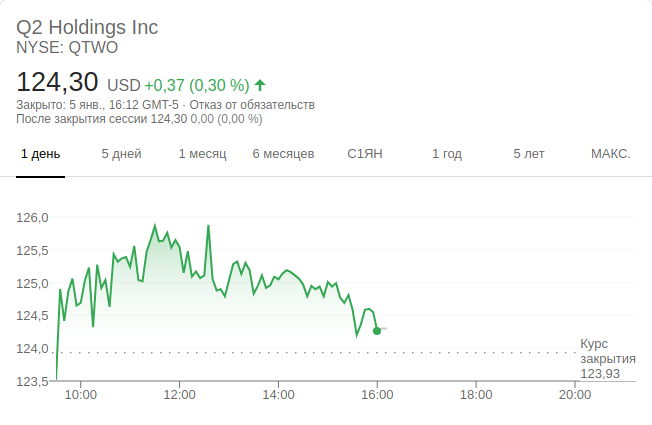 Q2 Holdings Inc
NYSE: QTWO
124,30 USD +0,37 (0,30 %)
Закрыто: 5 янв., 16:12 GMT-5 · Отказ от обязательств
После закрытия сессии 124,30 0,00 (0,00 %)
1 день 5 дней 1 месяц 6 месяцев С1ЯН 1 год 5 лет МАКС.
126,0
125,5
125,0
124,5
124,0
123,5
Курс
закрытия
123,93
10:00 12:00 14:00 16:00 18:00 20:00